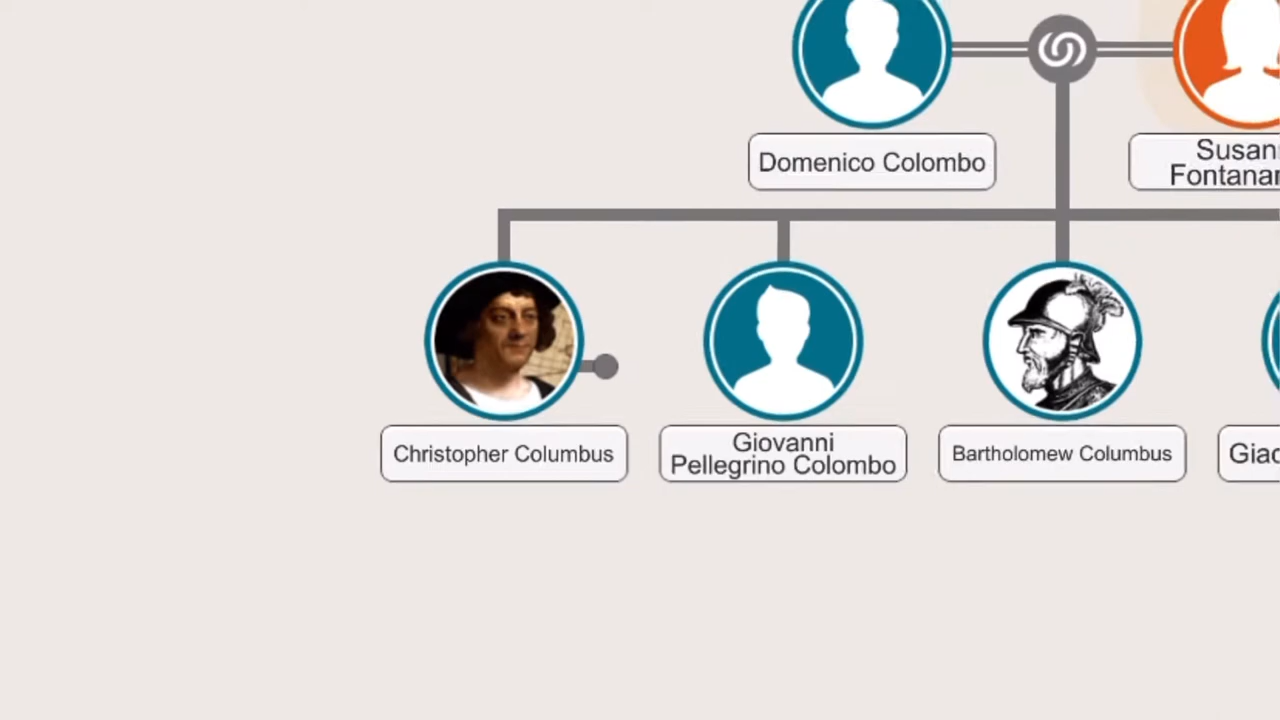 Domenico Colombo
Christopher Columbus
Giovanni
Pellegrino Colombo
Bartholomew Columbus